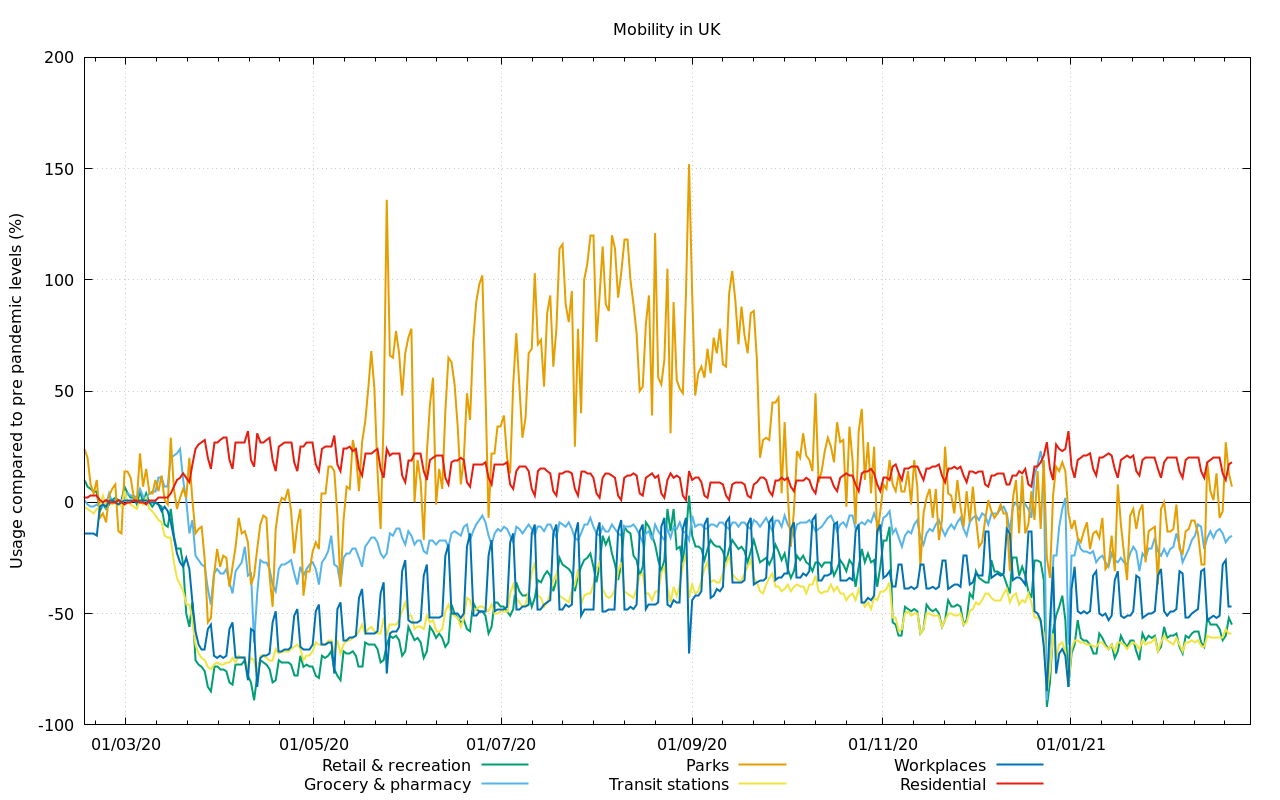 Mobility in UK
Usage compared to pre pandemic levels (%)
200
150
100
50
0
-50
-100
01/03/20 01/05/20 01/07/20 01/09/20 01/11/20 01/01/21
Retail & recreation Parks Workplaces
Grocery & pharmacy Transit stations Residential